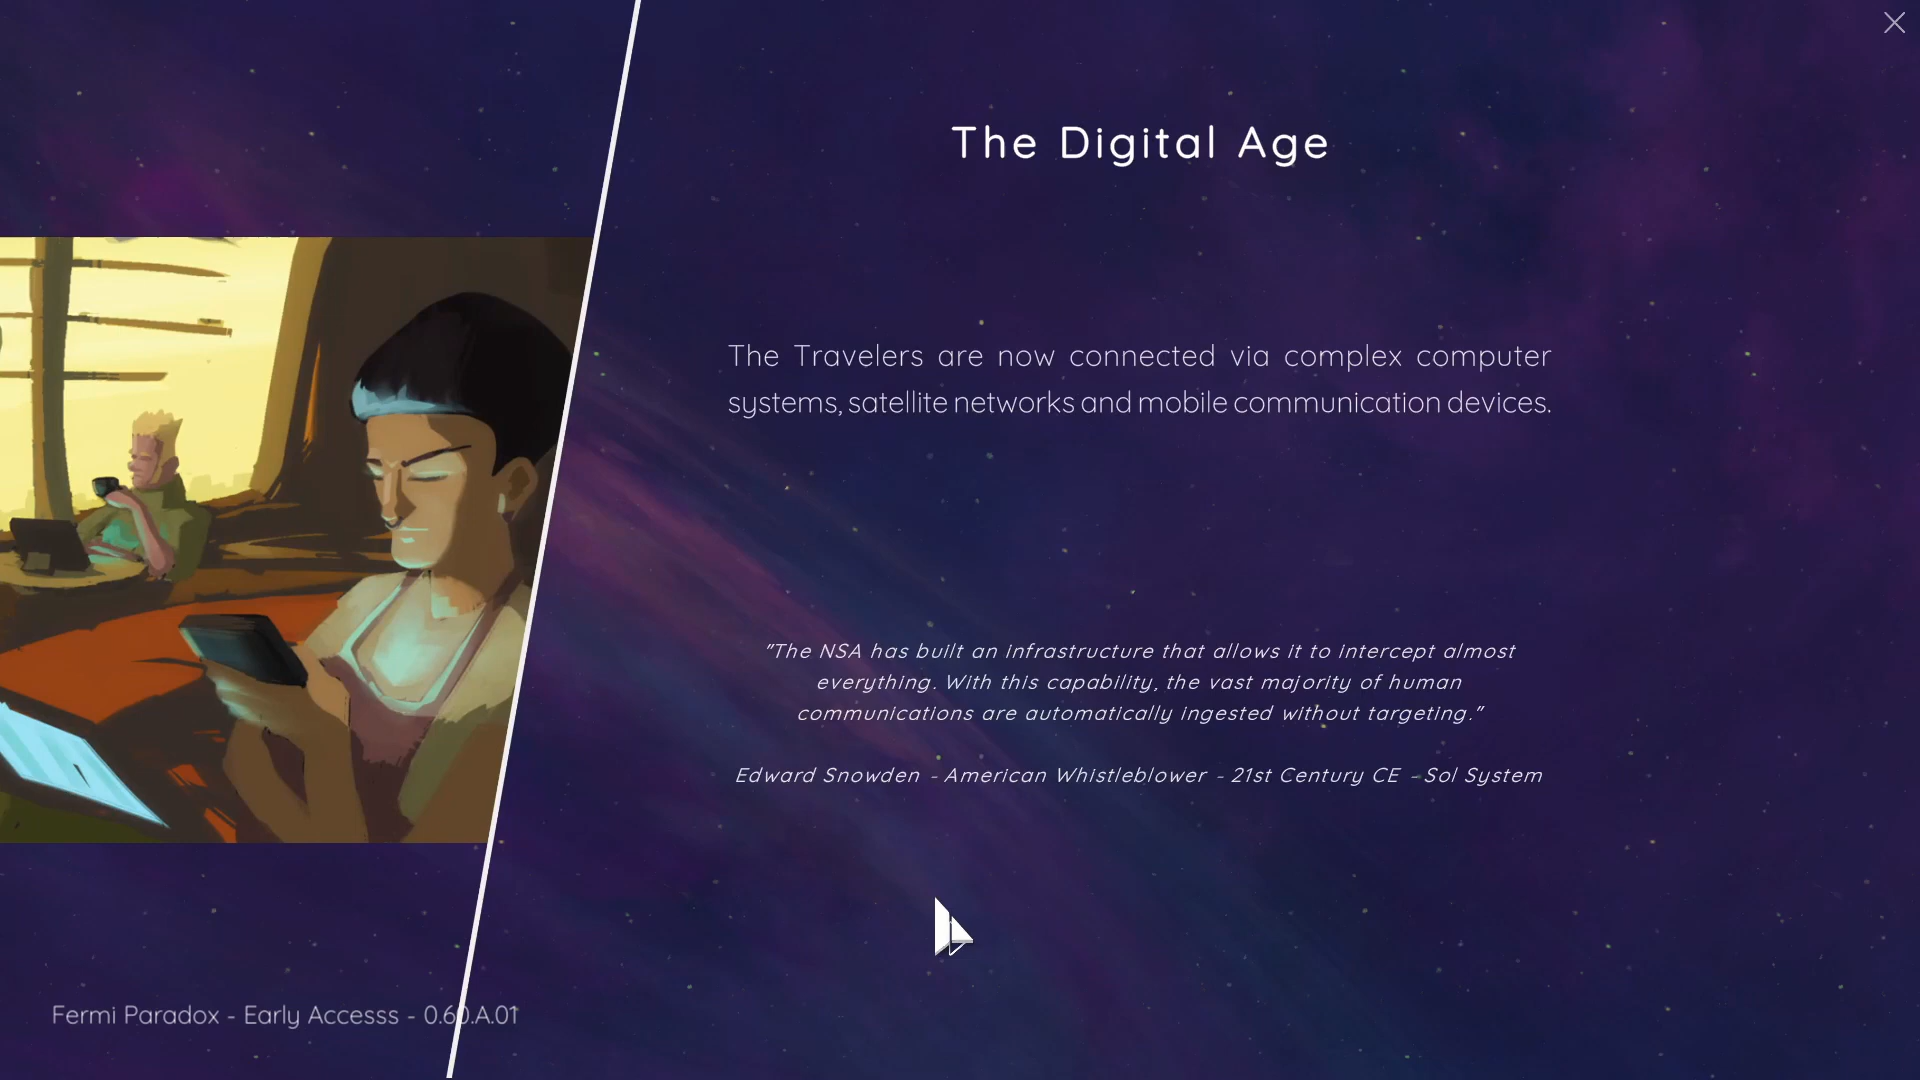 The Digital Age
The Travelers are now connected via complex computer
systems, satellite networks and mobile communication devices.
"The NSA has built an infrastructure that allows it to intercept almost
everything. With this capability, the vast majority of human
communications are automatically ingested without targeting."
Edward Snowden - American Whistleblower - 21st Century CE - Sol System
Fermi Paradox - Early Accesss - 0.60.A.01